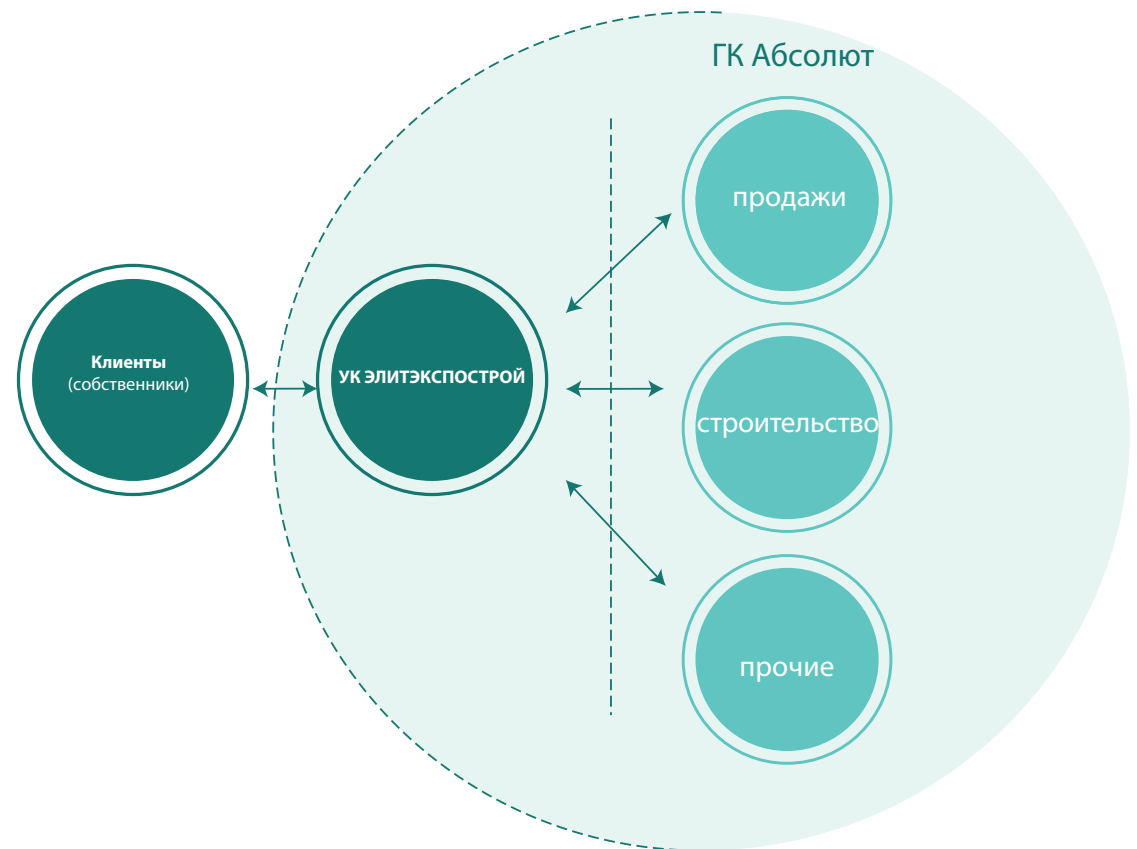 ГК Абсолют
продажи
Клиенты
(собственники)
УК ЭЛИТЭКСПОСТРОЙ
строительство
прочие